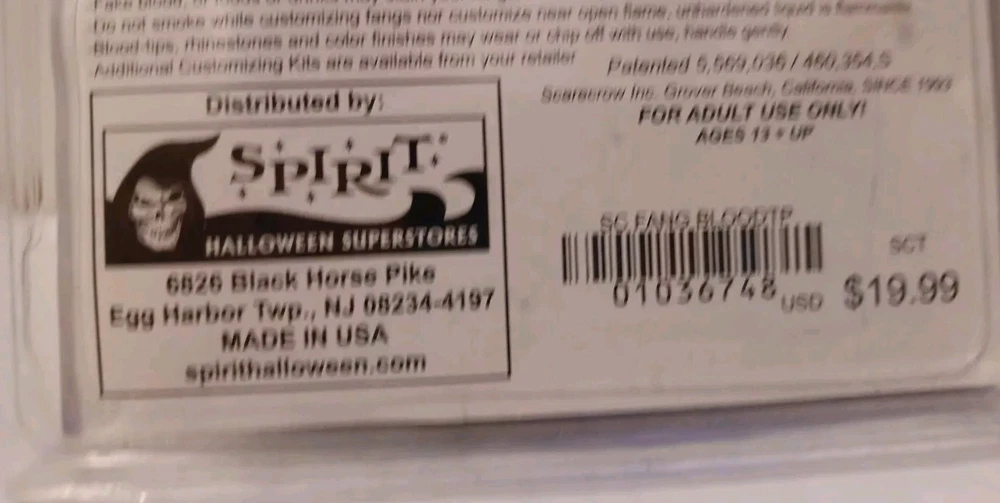 Do not smoke while customizing fangs nor customize near open flame, unhardened liquid is flammable
Blood-tips, rhinestones and color finishes may wear or chip off with use, handle gently
Additional Customizing Kits are available from your retailer
Patented 5,569,036 / 460,354,S
Scarecrow Inc. Grover Beach, California, SINCE 1993
FOR ADULT USE ONLY!
AGES 13 + UP
Distributed by:
SPIRIT
HALLOWEEN SUPERSTORES
6826 Black Horse Pike
Egg Harbor Twp., NJ 08234-4197
MADE IN USA
spirithalloween.com
SC FANG BLOODTP
SCT
01036748 USD $19.99